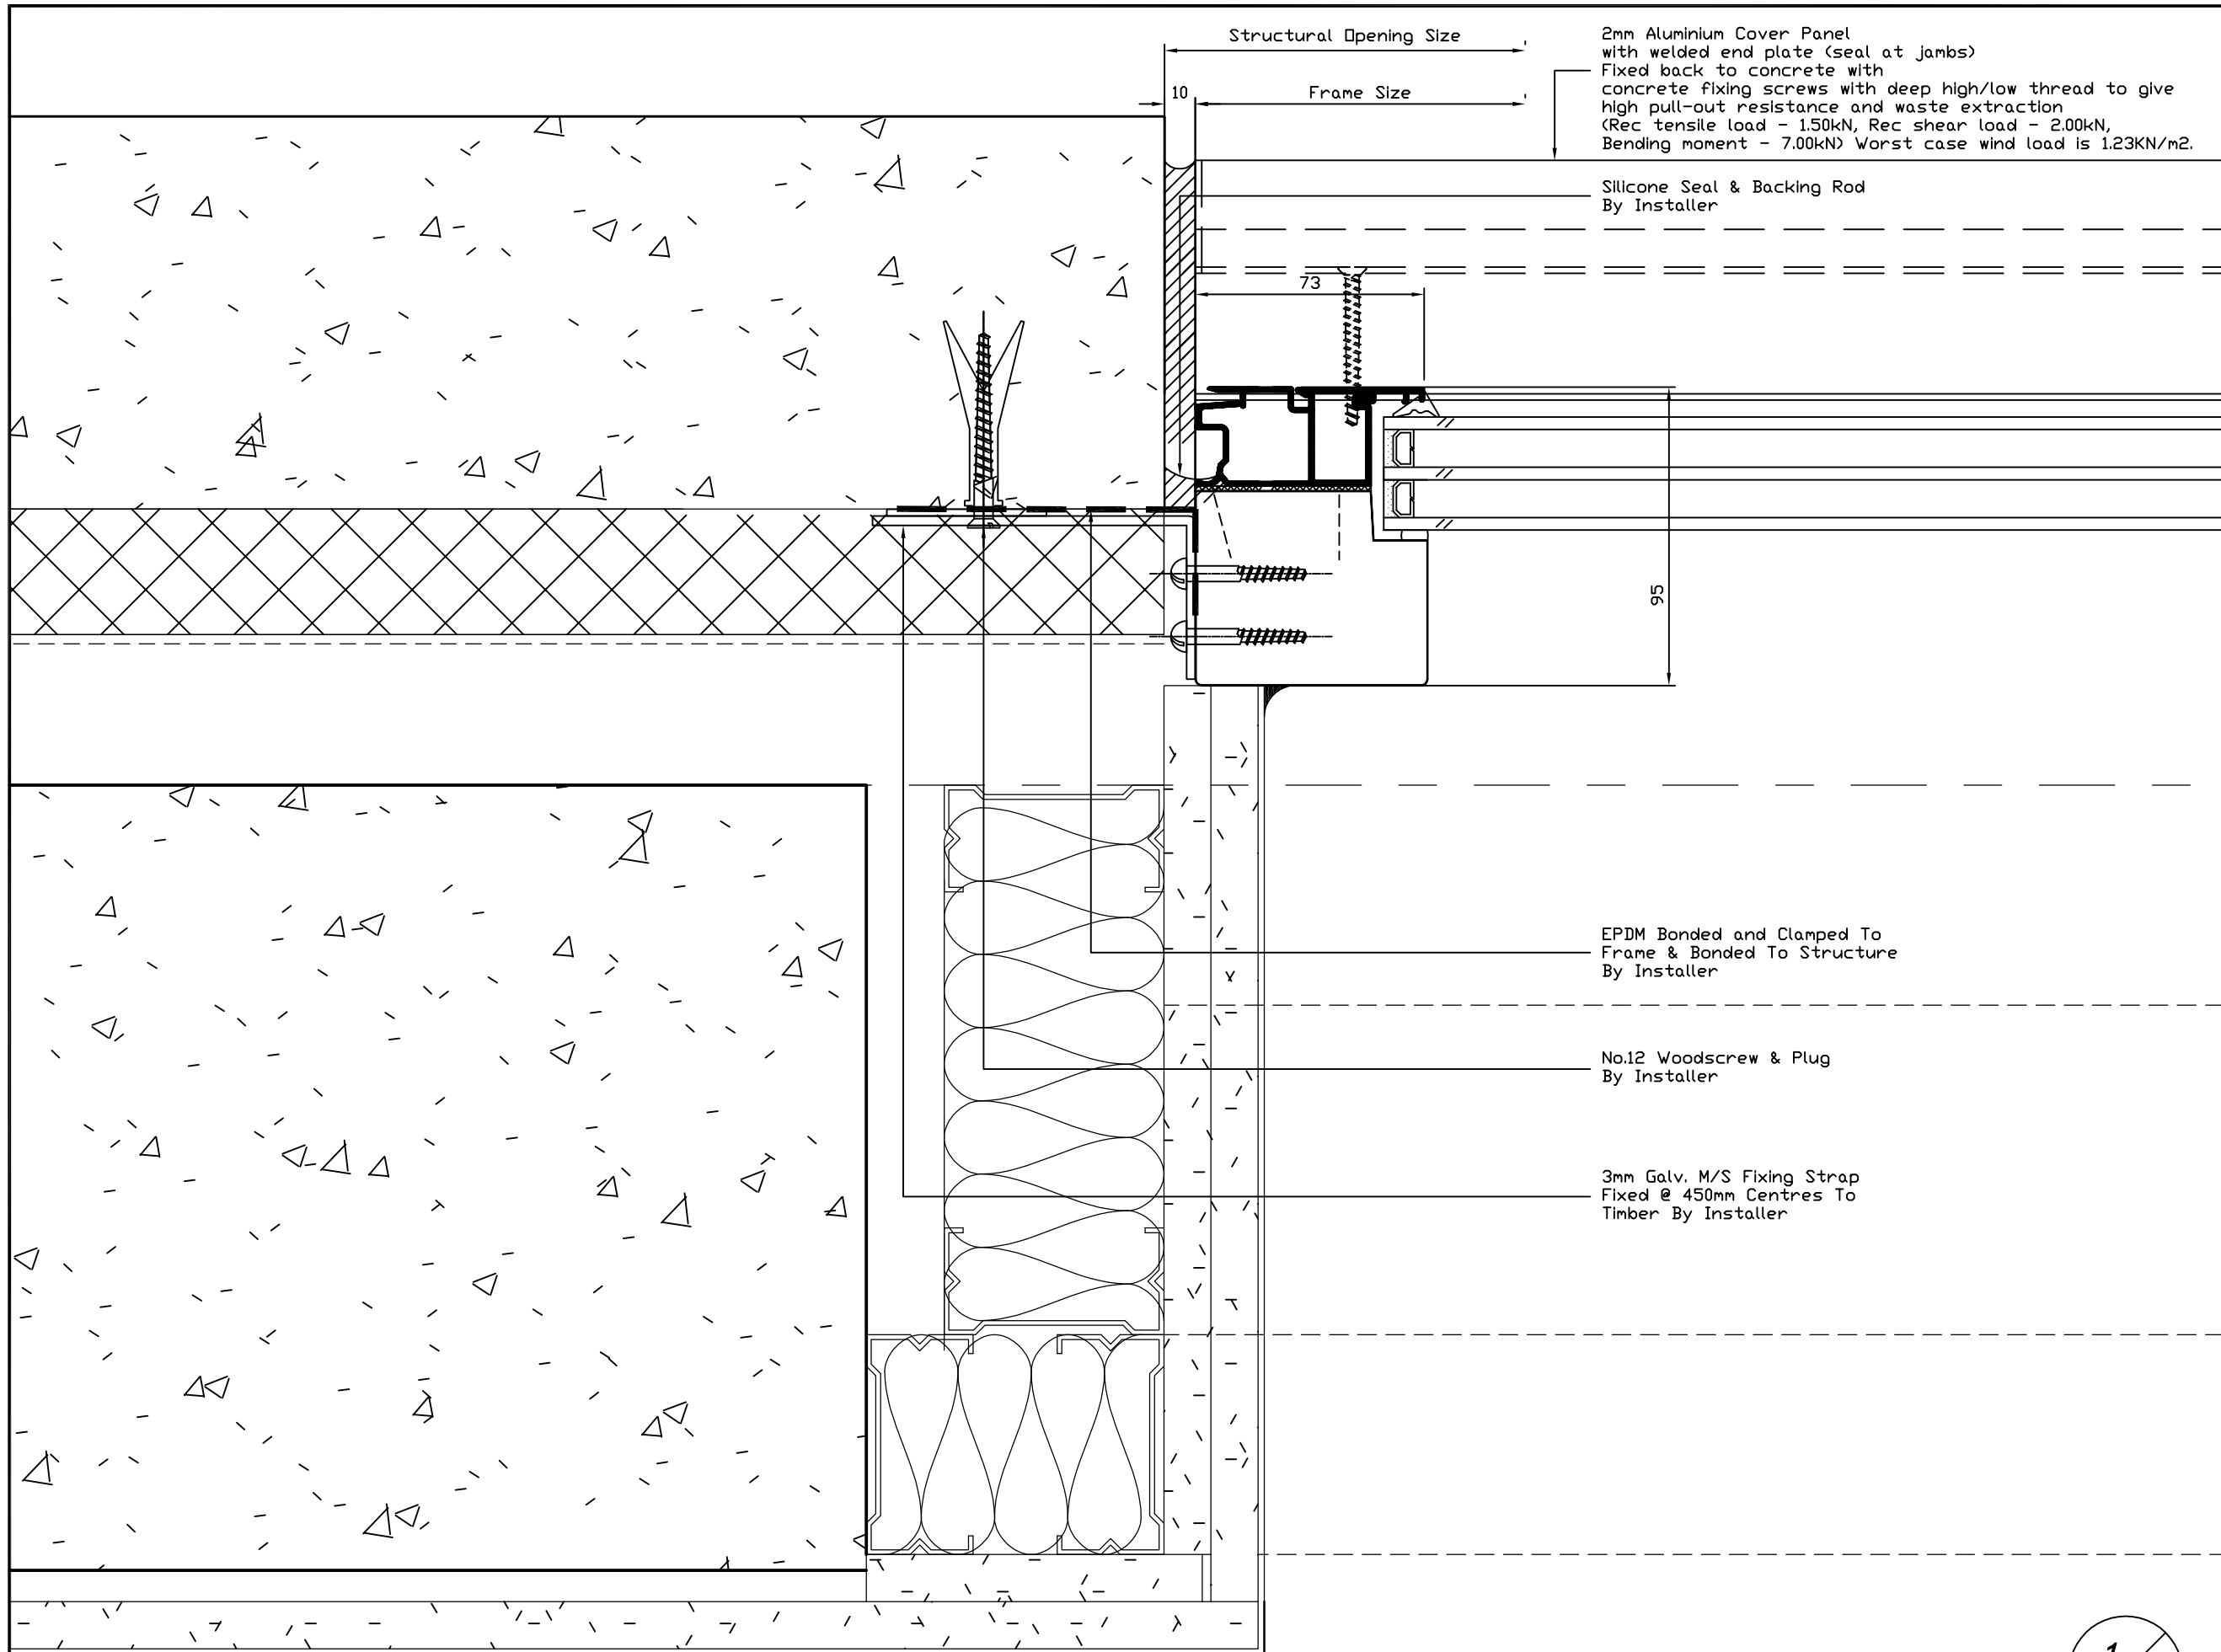 Structural Opening Size
10
Frame Size
2mm Aluminium Cover Panel
with welded end plate (seal at jambs)
Fixed back to concrete with
concrete fixing screws with deep high/low thread to give
high pull-out resistance and waste extraction
(Rec tensile load - 1.50kN, Rec shear load - 2.00kN,
Bending moment - 7.00kN) Worst case wind load is 1.23KN/m2.
Silicone Seal & Backing Rod
By Installer
73
95
EPDM Bonded and Clamped To
Frame & Bonded To Structure
By Installer
No.12 Woodscrew & Plug
By Installer
3mm Galv. M/S Fixing Strap
Fixed @ 450mm Centres To
Timber By Installer
1